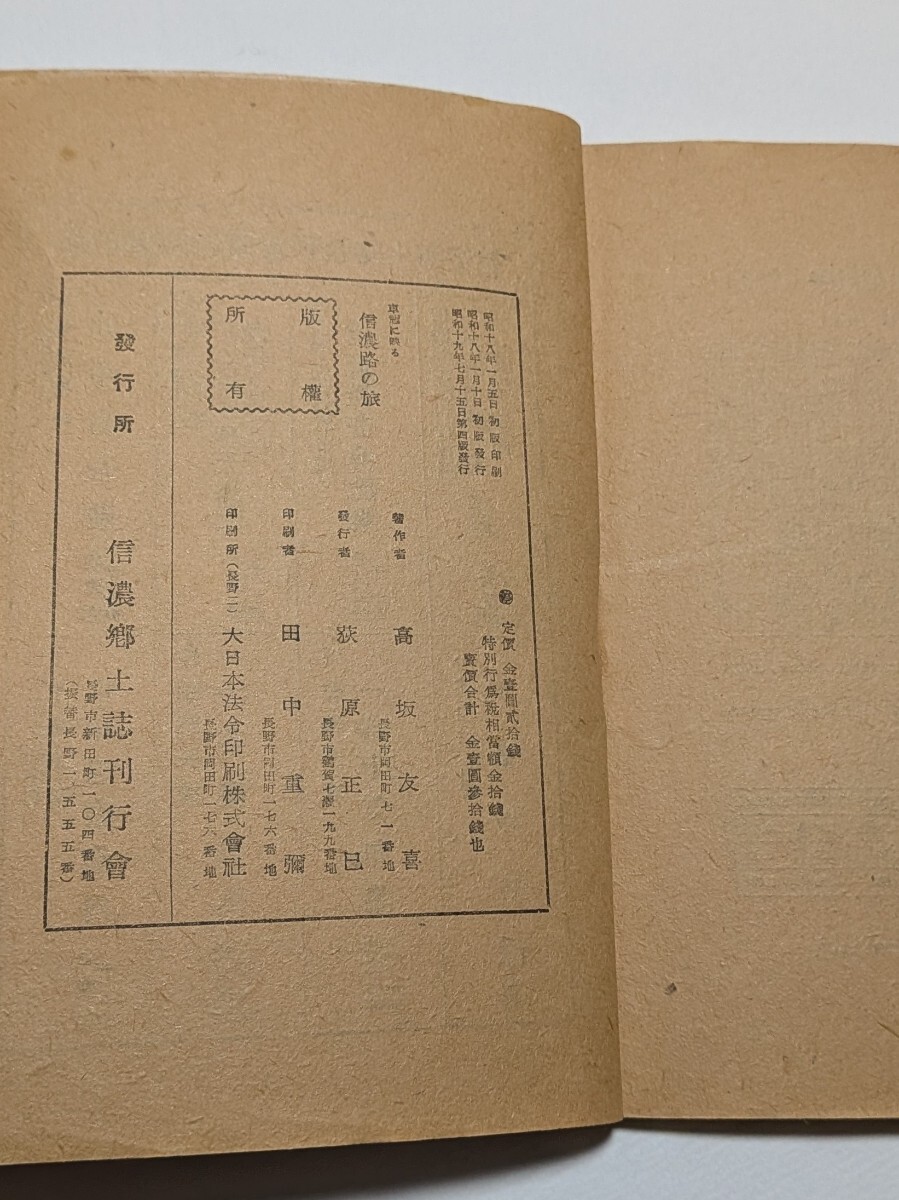 昭和十八年一月五日 初版印刷
昭和十八年一月十日 初版發行
昭和十九年七月十五日第四版發行
定價 金壹圓貳拾錢
特別行爲税相當額金拾錢
賣價合計 金壹圓參拾錢也
車窓に映る
信濃路の旅
版權
所有
著作者 高坂友喜
長野市岡田町七一番地
發行者 荻原正巳
長野市鶴賀七瀬一九九番地
印刷者 田中重彌
長野市岡田町一七六番地
印刷所(長野二) 大日本法令印刷株式會社
長野市岡田町一七六番地
發行所 信濃鄕土誌刊行會
長野市新田町一〇四番地
(振替長野一、五五五番)